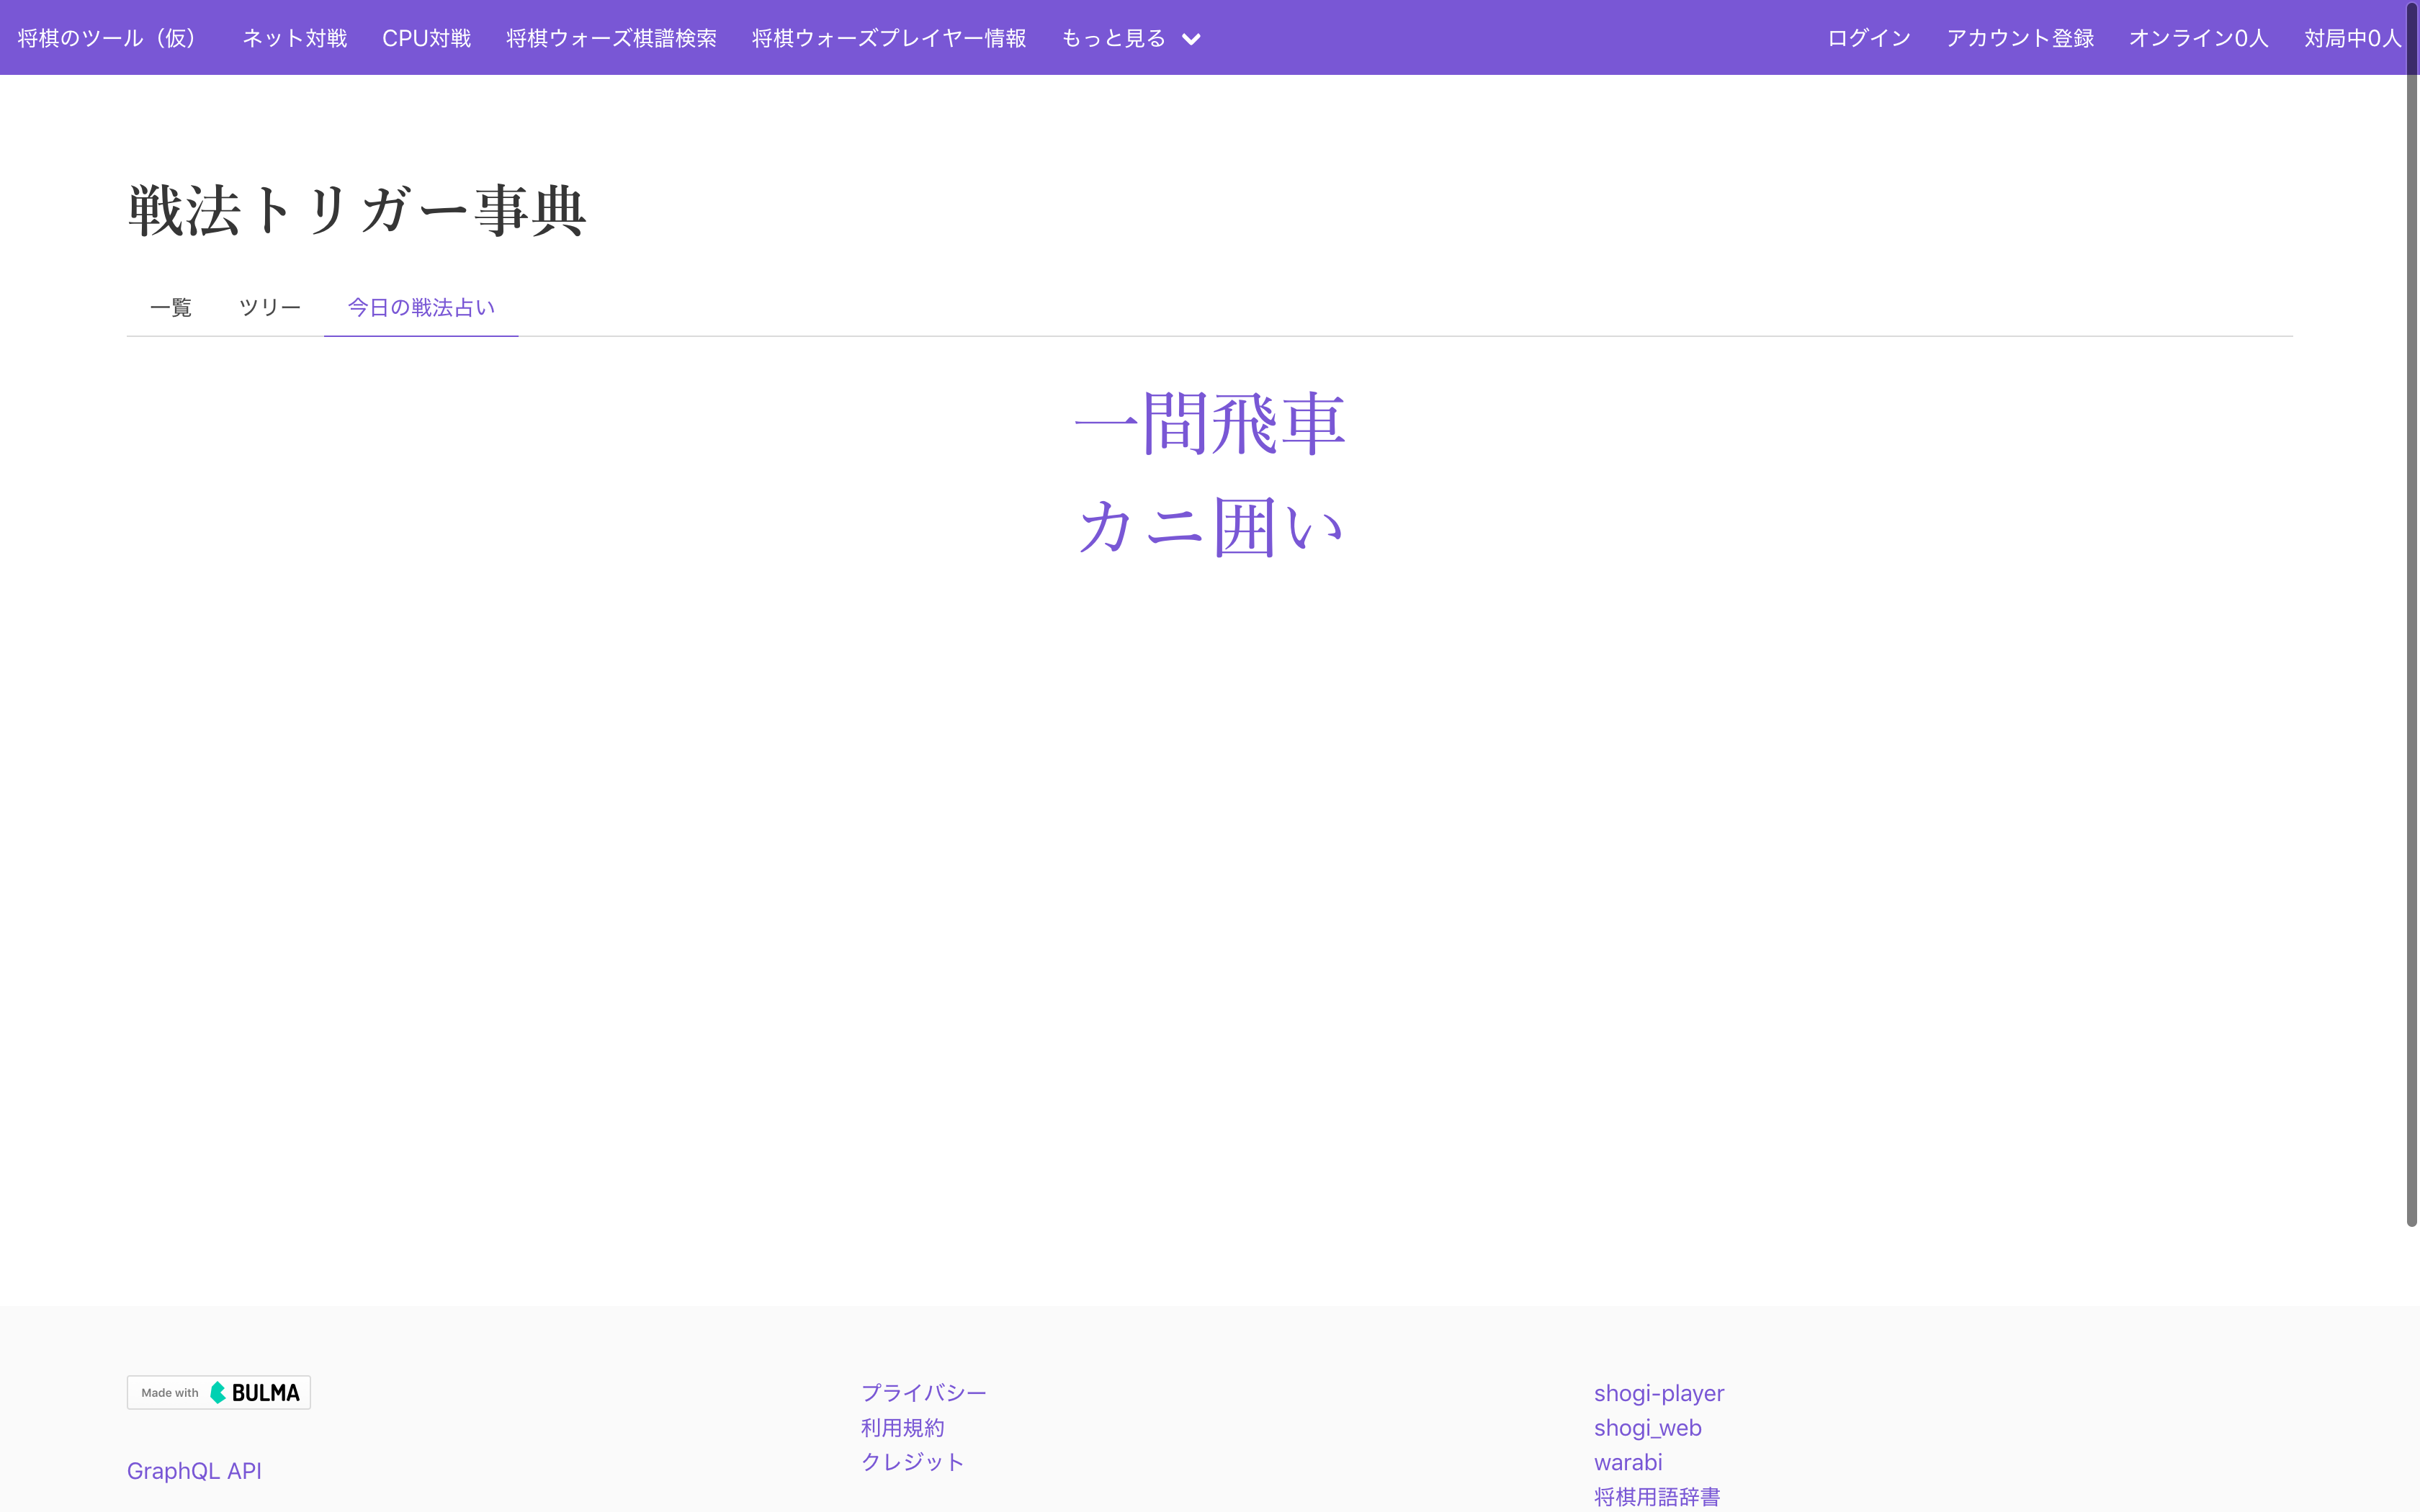 将棋のツール（仮） ネット対戦 CPU対戦 将棋ウォーズ棋譜検索 将棋ウォーズプレイヤー情報 もっと見る ログイン アカウント登録 オンライン0人 対局中0人
戦法トリガー事典
一覧 ツリー 今日の戦法占い
一間飛車
カニ囲い
Made with BULMA
GraphQL API
プライバシー
利用規約
クレジット
shogi-player
shogi_web
warabi
将棋用語辞書